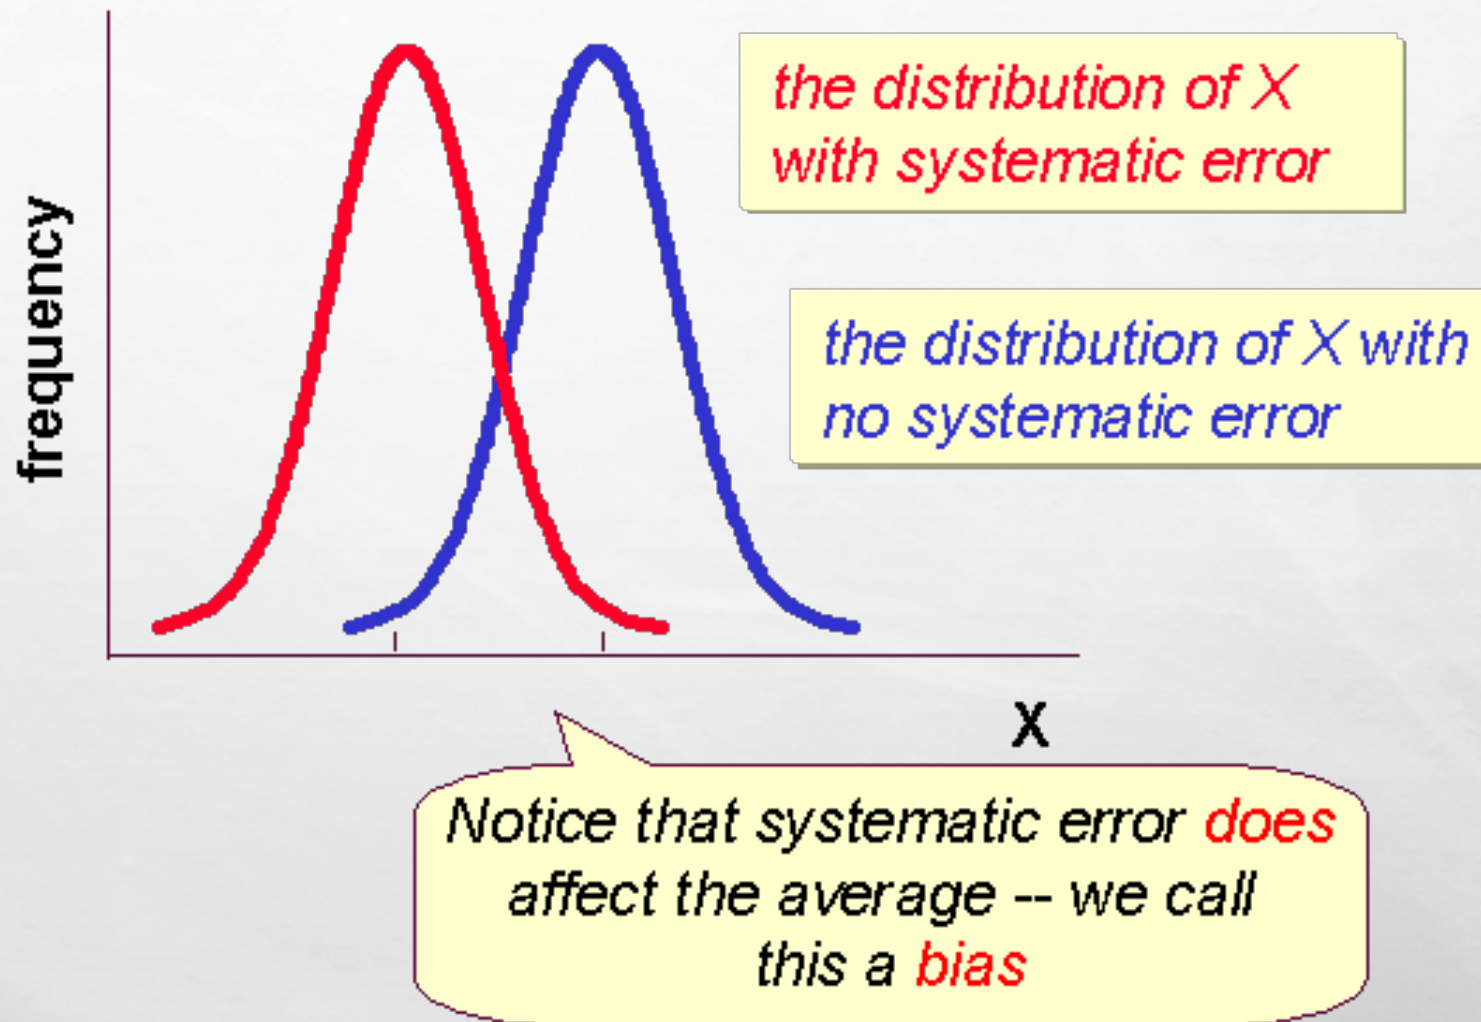 frequency
the distribution of X
with systematic error
the distribution of X with
no systematic error
X
Notice that systematic error does
affect the average -- we call
this a bias